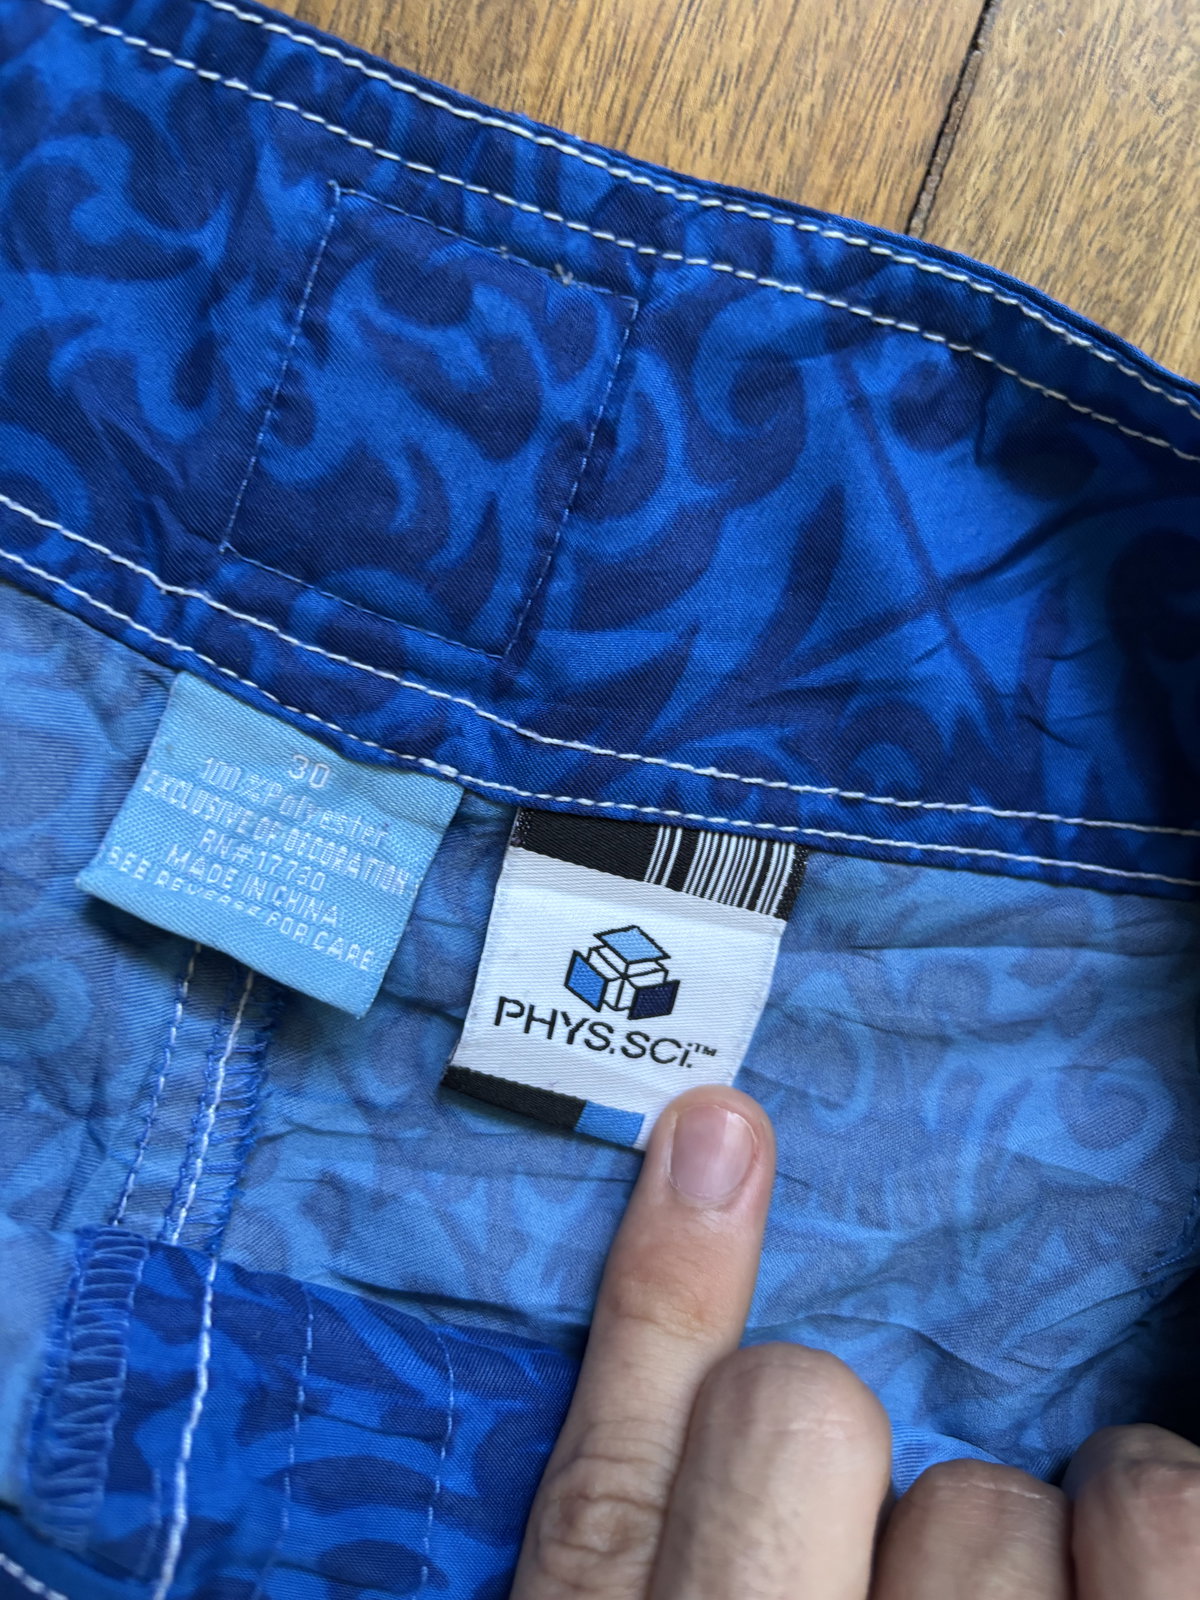 30
100% Polyester
EXCLUSIVE OF DECORATION
RN# 17730
MADE IN CHINA
SEE REVERSE FOR CARE
PHYS.SCi.™